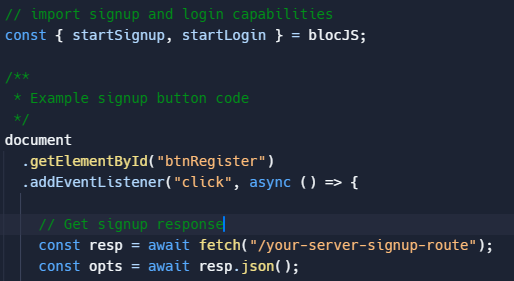 // import signup and login capabilities
const { startSignup, startLogin } = blocJS;
/**
 * Example signup button code
 */
document
  .getElementById("btnRegister")
  .addEventListener("click", async () => {
    // Get signup response
    const resp = await fetch("/your-server-signup-route");
    const opts = await resp.json();